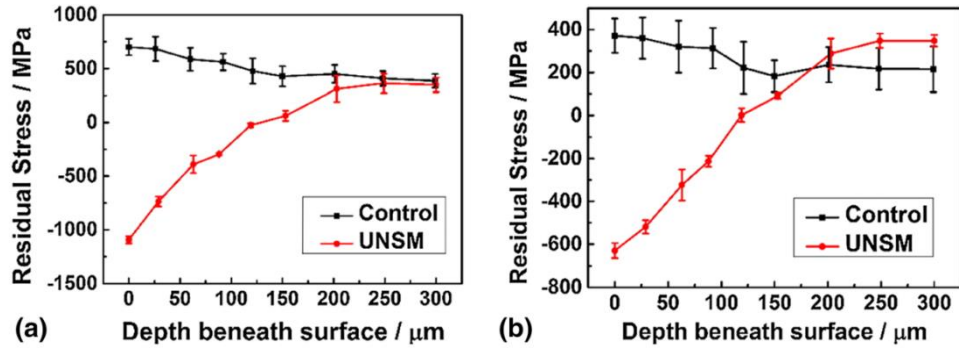 1000
500
0
-500
-1000
-1500
Residual Stress / MPa
Control
UNSM
0 50 100 150 200 250 300
(a) Depth beneath surface / μm
400
200
0
-200
-400
-600
-800
Residual Stress / MPa
Control
UNSM
0 50 100 150 200 250 300
(b) Depth beneath surface / μm